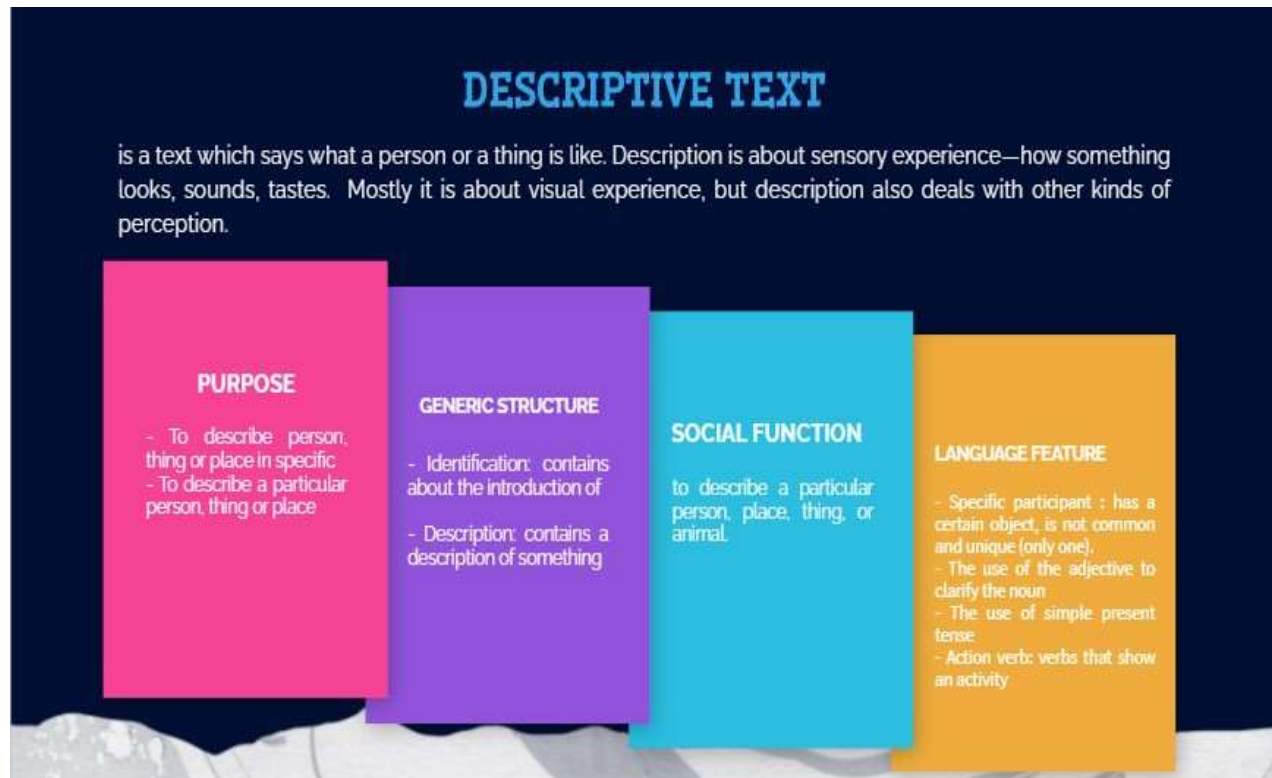 DESCRIPTIVE TEXT
is a text which says what a person or a thing is like. Description is about sensory experience—how something
looks, sounds, tastes. Mostly it is about visual experience, but description also deals with other kinds of
perception.
PURPOSE
- To describe person,
thing or place in specific
- To describe a particular
person, thing or place
GENERIC STRUCTURE
- Identification: contains
about the introduction of
- Description: contains a
description of something
SOCIAL FUNCTION
to describe a particular
person, place, thing, or
animal.
LANGUAGE FEATURE
- Specific participant : has a
certain object, is not common
and unique (only one).
- The use of the adjective to
clarify the noun
- The use of simple present
tense
- Action verb: verbs that show
an activity